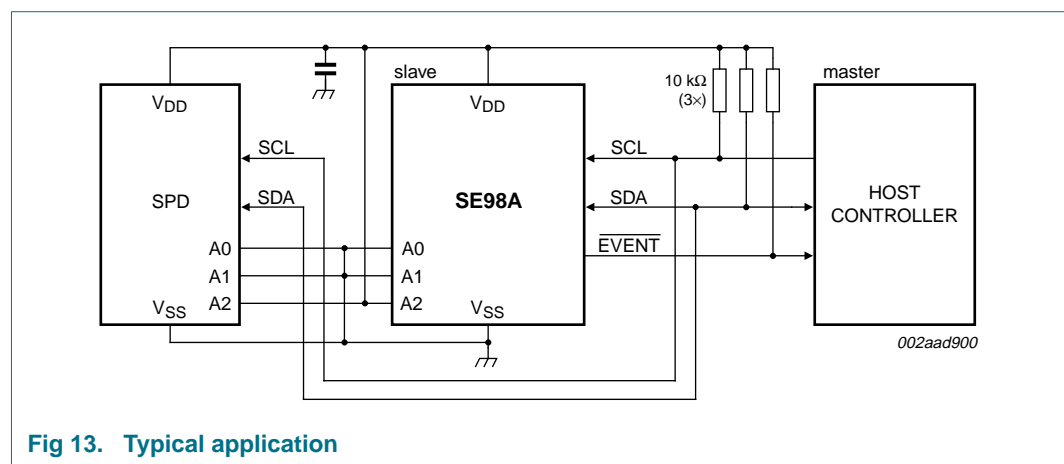 slave
10 kΩ
(3×)
master
VDD
VDD
SCL
SCL
SPD
SDA
SE98A
SDA
HOST
CONTROLLER
A0
A0
EVENT
A1
A1
A2
A2
VSS
VSS
002aad900
Fig 13. Typical application